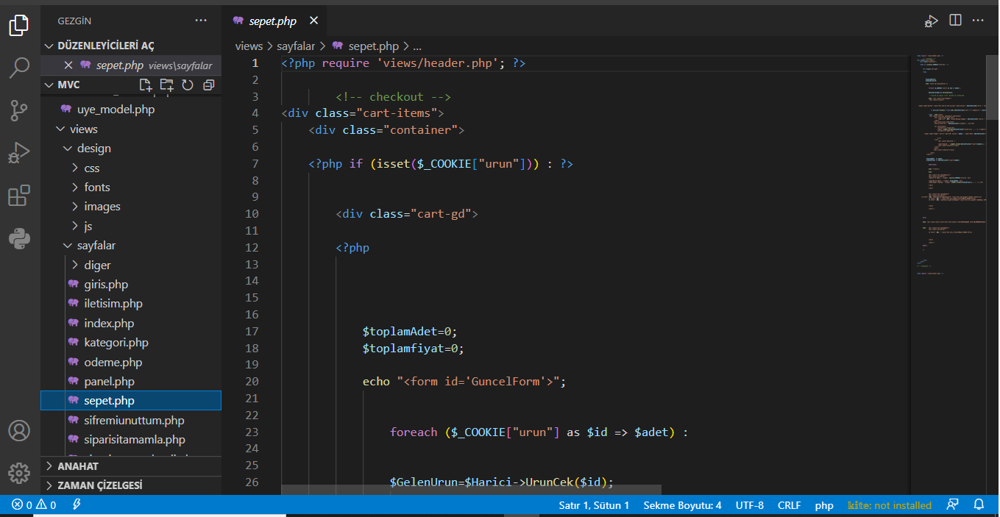 GEZGİN ...
DÜZENLEYİCİLERİ AÇ
sepet.php views\sayfalar
MVC
uye_model.php
views
design
css
fonts
images
js
sayfalar
diger
giris.php
iletisim.php
index.php
kategori.php
odeme.php
panel.php
sepet.php
sifremiunuttum.php
siparisitamamla.php
ANAHAT
ZAMAN ÇİZELGESİ
sepet.php
views > sayfalar > sepet.php > ...
1 <?php require 'views/header.php'; ?>
2
3 <!-- checkout -->
4 <div class="cart-items">
5 <div class="container">
6
7 <?php if (isset($_COOKIE["urun"])) : ?>
8
9
10 <div class="cart-gd">
11
12 <?php
13
14
15
16
17 $toplamAdet=0;
18 $toplamfiyat=0;
19
20 echo "<form id='GuncelForm'>";
21
22
23 foreach ($_COOKIE["urun"] as $id => $adet) :
24
25
26 $GelenUrun=$Harici->UrunCek($id);
0 0 Satır 1, Sütun 1 Sekme Boyutu: 4 UTF-8 CRLF php kite: not installed